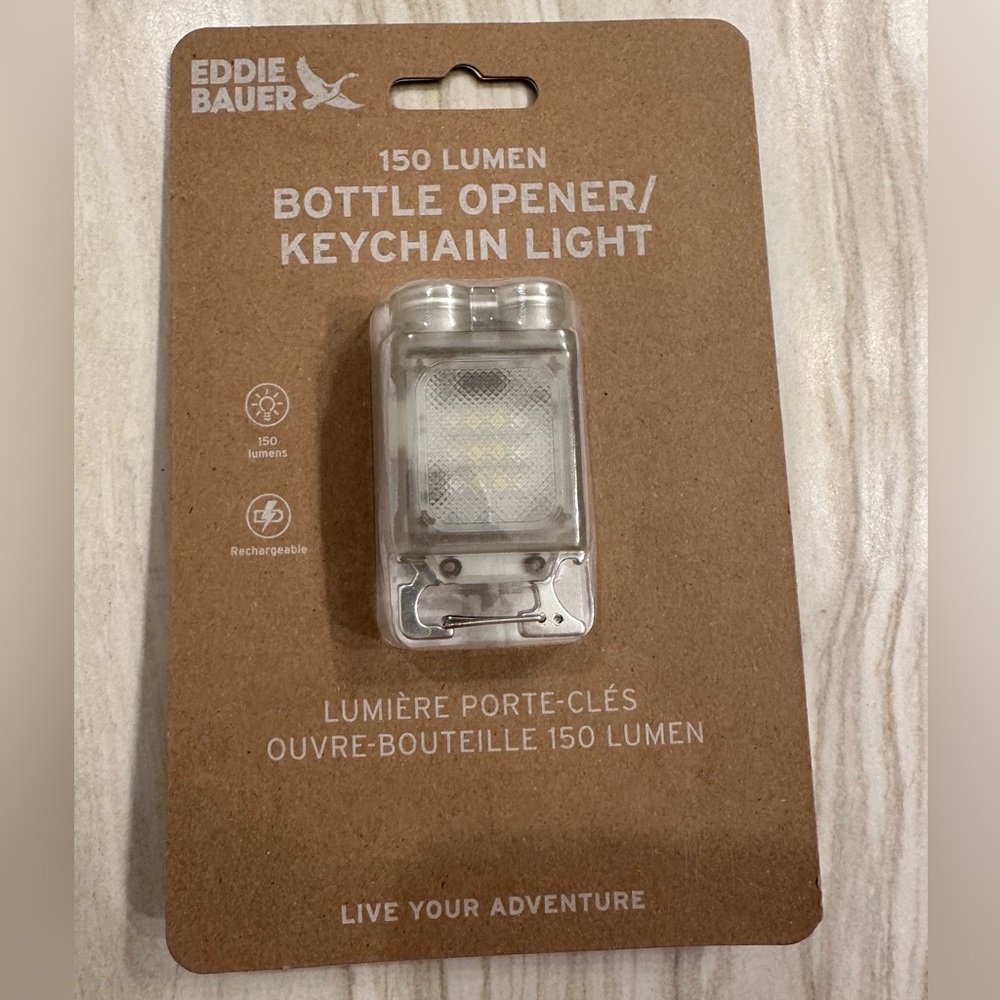 EDDIE
BAUER
150 LUMEN
BOTTLE OPENER/
KEYCHAIN LIGHT
150
lumens
Rechargeable
LUMIÈRE PORTE-CLÉS
OUVRE-BOUTEILLE 150 LUMEN
LIVE YOUR ADVENTURE